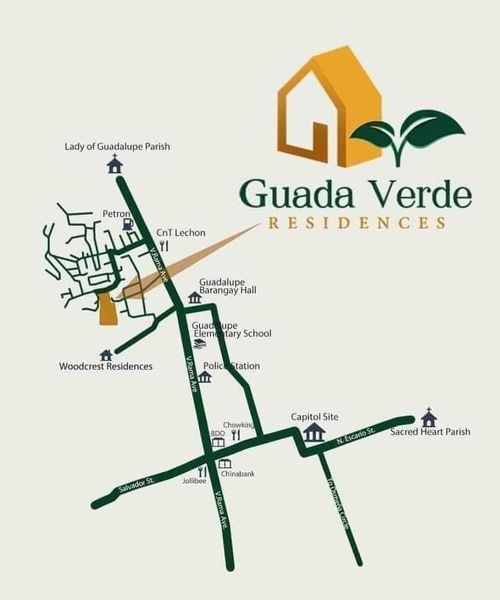 Lady of Guadalupe Parish
Guada Verde
RESIDENCES
Petron
CnT Lechon
V.Rama Ave
Guadalupe
Barangay Hall
Guadalupe
Elementary School
Woodcrest Residences
V.Rama Ave
Police Station
Capitol Site
Chowking
BDO
N. Escario St.
Sacred Heart Parish
Chinabank
Jollibee
Salvador St.
V.Rama Ave